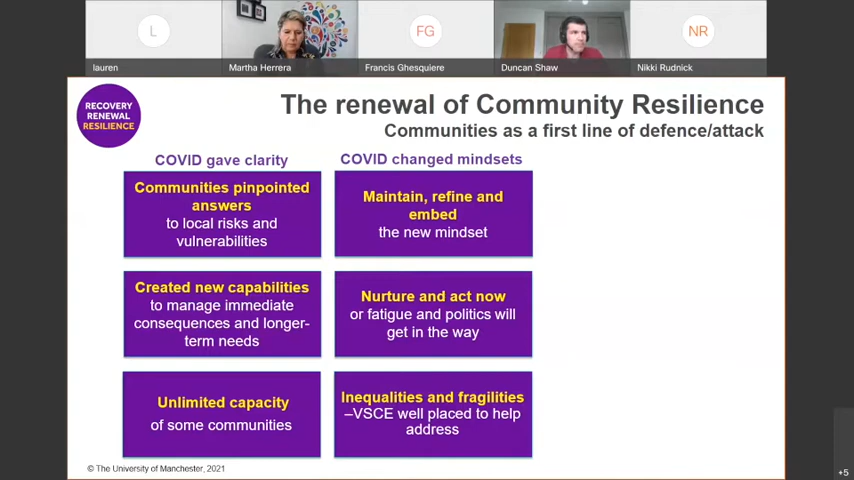 L
FG
NR
lauren
Martha Herrera
Francis Ghesquiere
Duncan Shaw
Nikki Rudnick
RECOVERY
RENEWAL
RESILIENCE
The renewal of Community Resilience
Communities as a first line of defence/attack
COVID gave clarity
Communities pinpointed
answers
to local risks and
vulnerabilities
Created new capabilities
to manage immediate
consequences and longer-
term needs
Unlimited capacity
of some communities
COVID changed mindsets
Maintain, refine and
embed
the new mindset
Nurture and act now
or fatigue and politics will
get in the way
Inequalities and fragilities
–VSCE well placed to help
address
© The University of Manchester, 2021
+5